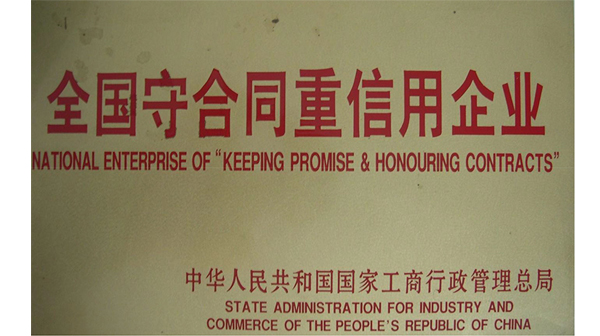 全国守合同重信用企业
NATIONAL ENTERPRISE OF "KEEPING PROMISE & HONOURING CONTRACTS"
中华人民共和国国家工商行政管理总局
STATE ADMINISTRATION FOR INDUSTRY AND
COMMERCE OF THE PEOPLE'S REPUBLIC OF CHINA